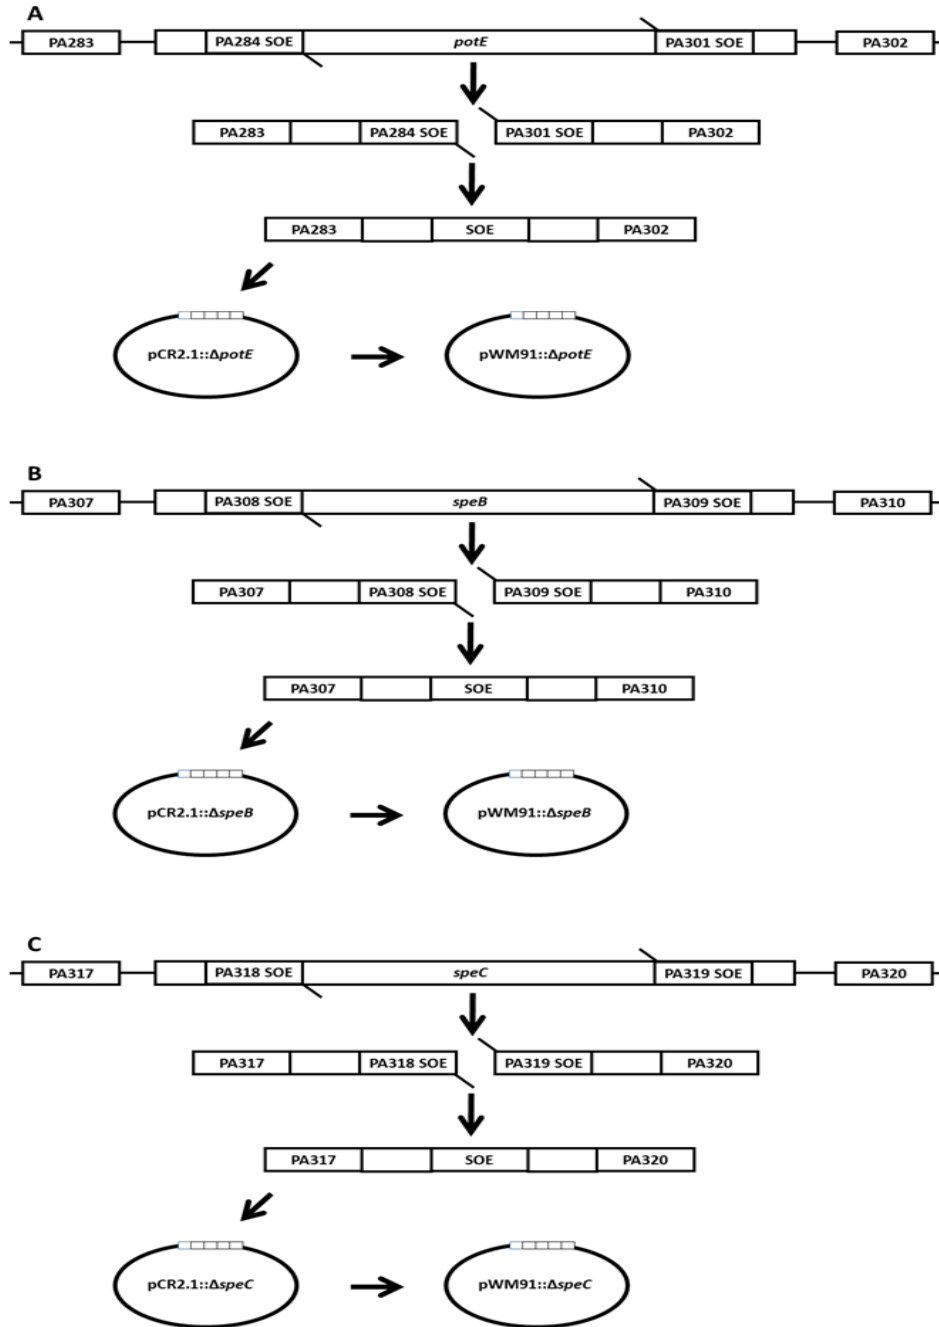 A
PA283 PA284 SOE potE PA301 SOE PA302
PA283 PA284 SOE PA301 SOE PA302
PA283 SOE PA302
pCR2.1::ΔpotE pWM91::ΔpotE
B
PA307 PA308 SOE speB PA309 SOE PA310
PA307 PA308 SOE PA309 SOE PA310
PA307 SOE PA310
pCR2.1::ΔspeB pWM91::ΔspeB
C
PA317 PA318 SOE speC PA319 SOE PA320
PA317 PA318 SOE PA319 SOE PA320
PA317 SOE PA320
pCR2.1::ΔspeC pWM91::ΔspeC